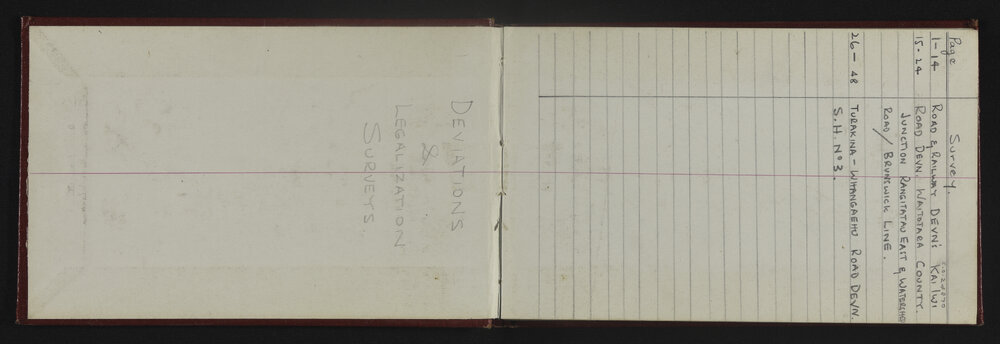 DEVIATIONS
&
LEGALIZATION
SURVEYS.
Page Survey.
1-14 ROAD & RAILWAY DEVN'S KAI IWI
15-24 ROAD DEVN. WAITOTARA COUNTY.
JUNCTION RANGITATAU EAST & WATERSHED
ROAD / BRUNSWICK LINE.
26-48 TURAKINA - WHANGAEHU ROAD DEVN.
S.H. No 3.